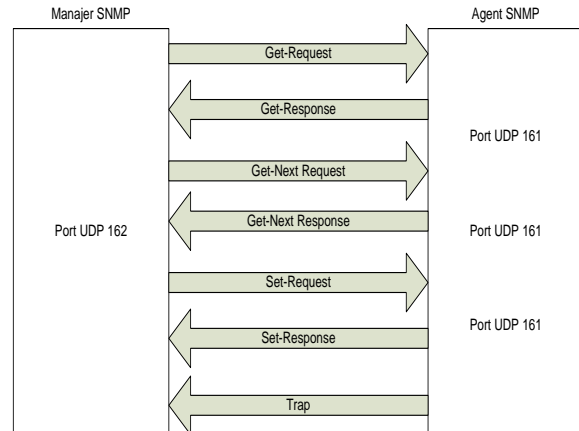 Manajer SNMP
Agent SNMP
Get-Request
Get-Response
Port UDP 161
Get-Next Request
Port UDP 162
Get-Next Response
Port UDP 161
Set-Request
Set-Response
Port UDP 161
Trap